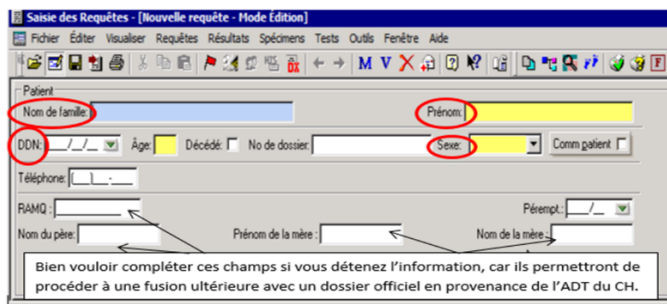 Saisie des Requêtes - [Nouvelle requête - Mode Édition]
Fichier Éditer Visualiser Requêtes Résultats Spécimens Tests Outils Fenêtre Aide
M V X
Patient
Nom de famille: Prénom:
DDN: __/__/__ Âge: Décédé: No de dossier: Sexe: Comm patient
Téléphone: (__)__-____
RAMQ : Pérempt.: __/__
Nom du père: Prénom de la mère : Nom de la mère :
Bien vouloir compléter ces champs si vous détenez l’information, car ils permettront de
procéder à une fusion ultérieure avec un dossier officiel en provenance de l’ADT du CH.